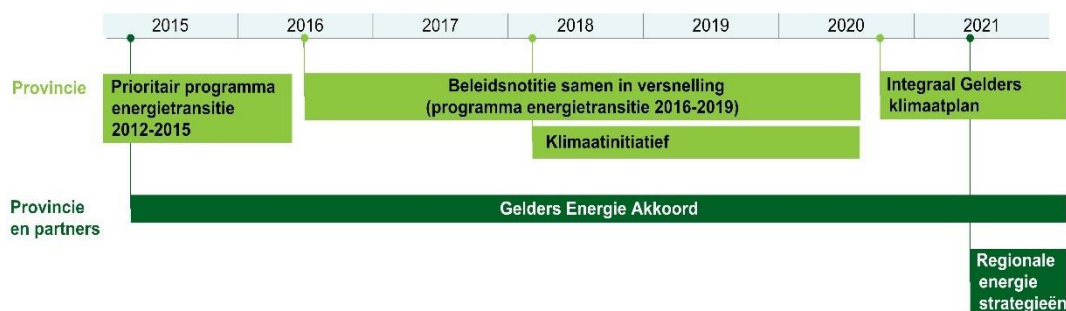 2015 2016 2017 2018 2019 2020 2021
Provincie
Prioritair programma
energietransitie
2012-2015
Beleidsnotitie samen in versnelling
(programma energietransitie 2016-2019)
Integraal Gelders
klimaatplan
Klimaatinitiatief
Provincie
en partners
Gelders Energie Akkoord
Regionale
energie
strategieën